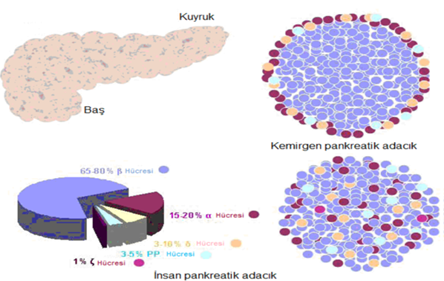 Kuyruk
Baş
Kemirgen pankreatik adacık
65-80% β Hücresi
15-20% α Hücresi
3-10% δ Hücresi
3-5% PP Hücresi
1% ζ Hücresi
İnsan pankreatik adacık